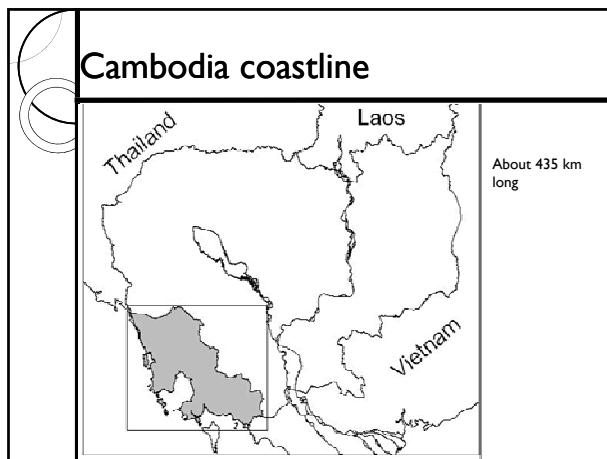 Cambodia coastline
Thailand
Laos
About 435 km
long
Vietnam